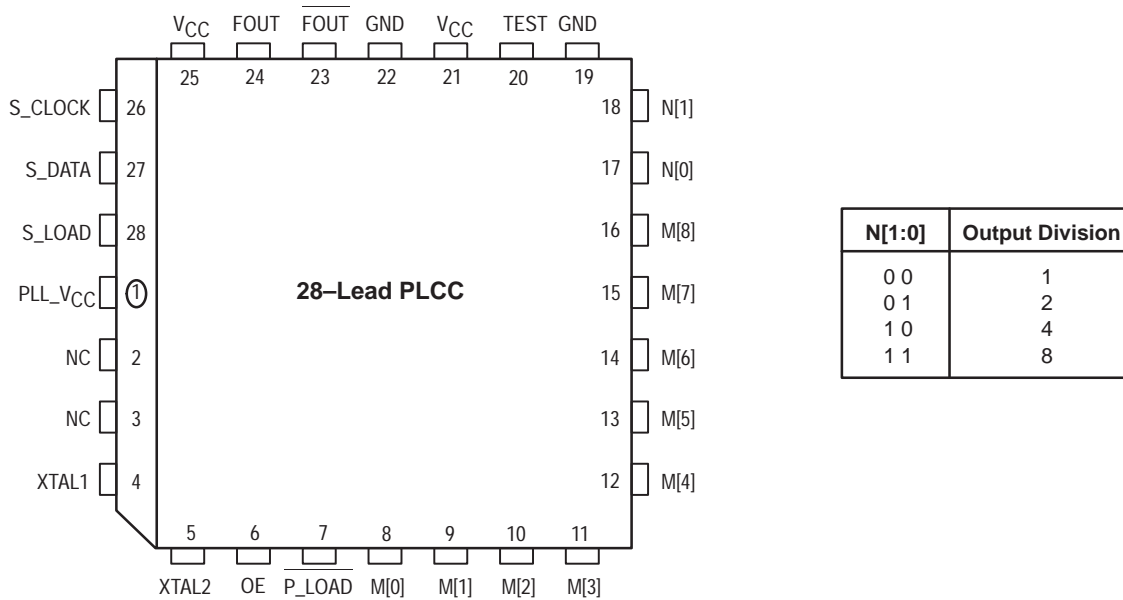 VCC FOUT FOUT GND VCC TEST GND
25 24 23 22 21 20 19
S_CLOCK 26 18 N[1]
S_DATA 27 17 N[0]
S_LOAD 28 16 M[8]
PLL_VCC 1 28–Lead PLCC 15 M[7]
NC 2 14 M[6]
NC 3 13 M[5]
XTAL1 4 12 M[4]
5 6 7 8 9 10 11
XTAL2 OE P_LOAD M[0] M[1] M[2] M[3]
N[1:0] Output Division
0 0 1
0 1 2
1 0 4
1 1 8